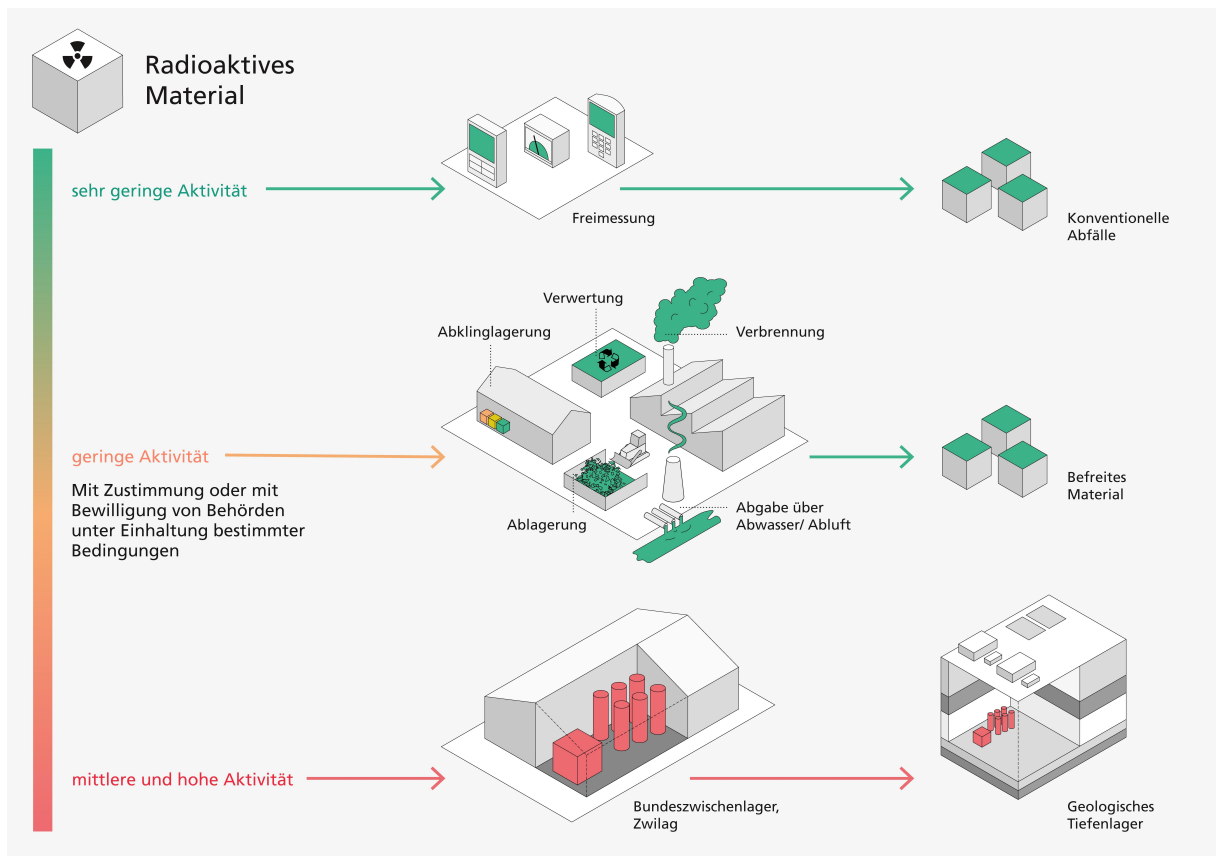 Radioaktives
Material
sehr geringe Aktivität
Freimessung
Konventionelle
Abfälle
Verwertung
Abklinglagerung
Verbrennung
geringe Aktivität
Mit Zustimmung oder mit
Bewilligung von Behörden
unter Einhaltung bestimmter
Bedingungen
Ablagerung
Abgabe über
Abwasser/ Abluft
Befreites
Material
mittlere und hohe Aktivität
Bundeszwischenlager,
Zwilag
Geologisches
Tiefenlager